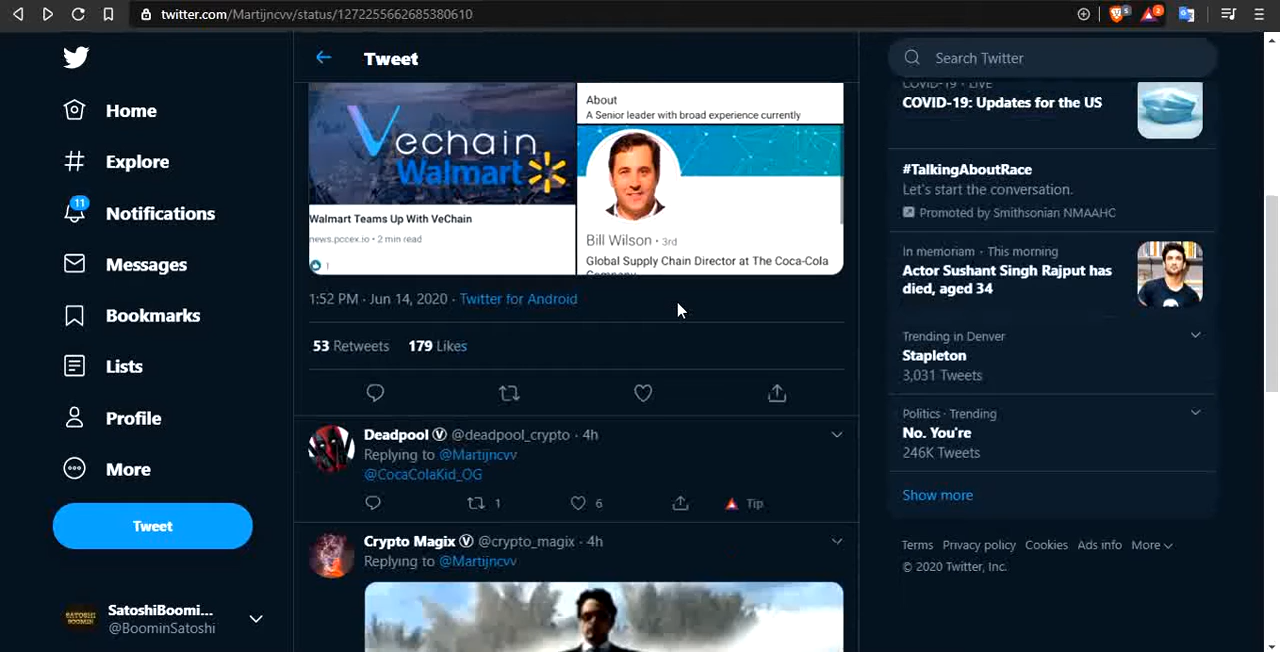 twitter.com/Martijncvv/status/1272255662685380610
5
2
Home
Explore
11
Notifications
Messages
Bookmarks
Lists
Profile
More
Tweet
SatoshiBoomi...
@BoominSatoshi
Tweet
Vechain
Walmart
Walmart Teams Up With VeChain
news.pccex.io • 2 min read
About
A Senior leader with broad experience currently
Bill Wilson · 3rd
Global Supply Chain Director at The Coca-Cola
Company
1:52 PM · Jun 14, 2020 · Twitter for Android
53 Retweets 179 Likes
Deadpool Ⓥ @deadpool_crypto · 4h
Replying to @Martijncvv
@CocaColaKid_OG
1 6 Tip
Crypto Magix Ⓥ @crypto_magix · 4h
Replying to @Martijncvv
Search Twitter
COVID-19 · LIVE
COVID-19: Updates for the US
#TalkingAboutRace
Let's start the conversation.
Promoted by Smithsonian NMAAHC
In memoriam · This morning
Actor Sushant Singh Rajput has
died, aged 34
Trending in Denver
Stapleton
3,031 Tweets
Politics · Trending
No. You're
246K Tweets
Show more
Terms Privacy policy Cookies Ads info More
© 2020 Twitter, Inc.